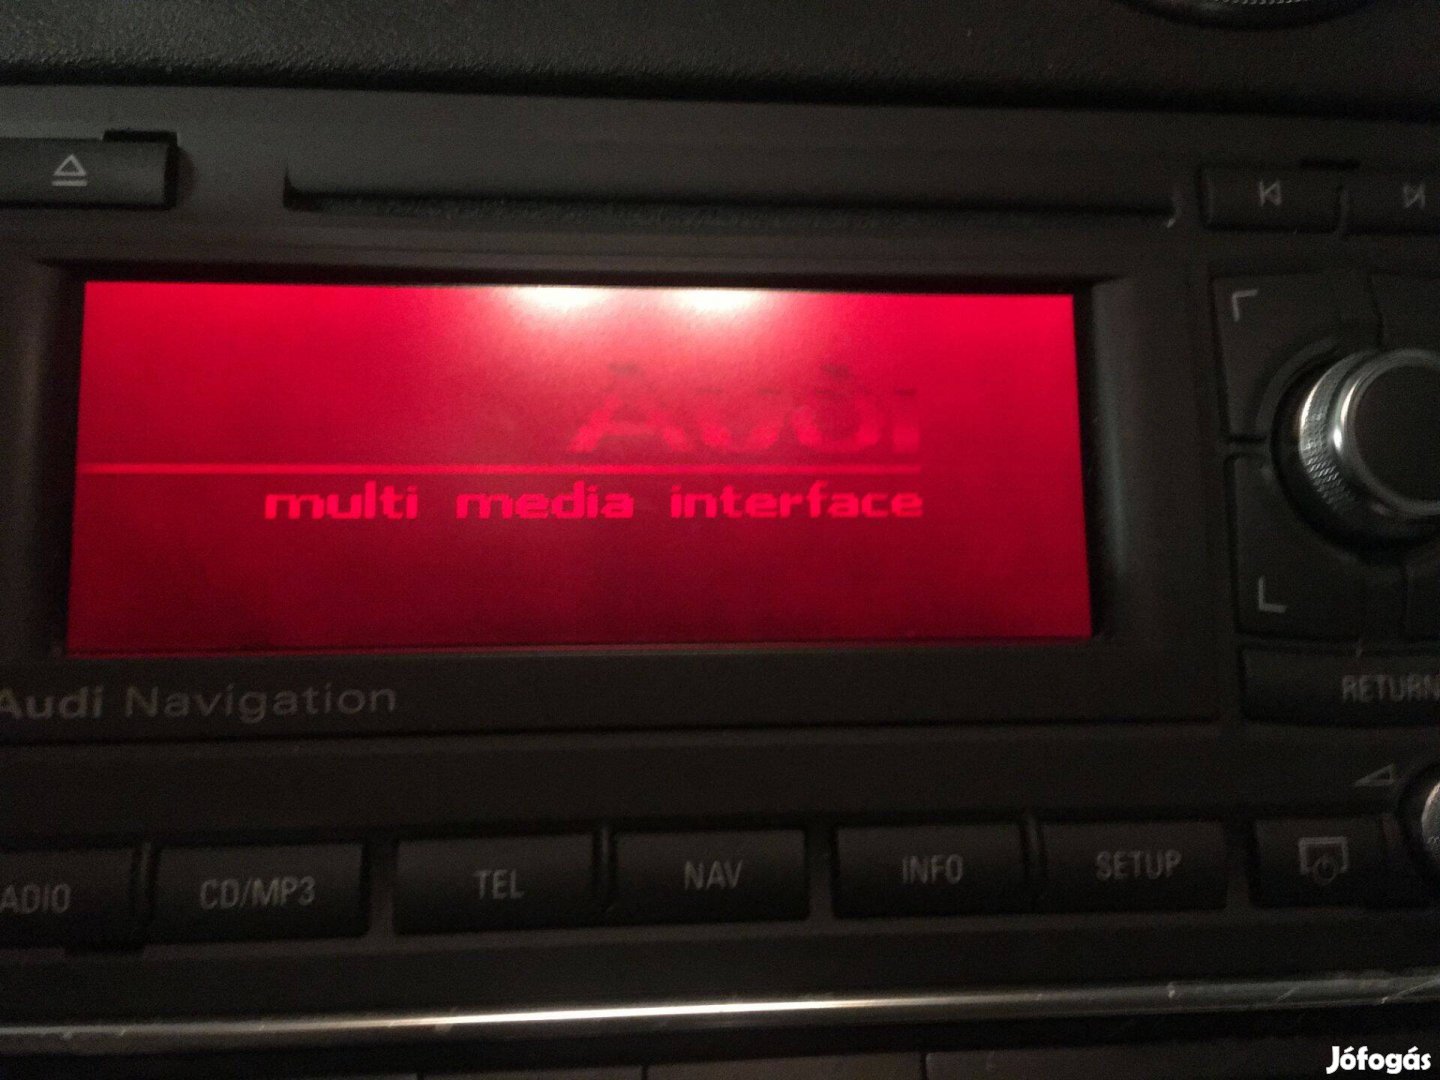 Audi
multi media interface
Audi Navigation
RETURN
ADIO
CD/MP3
TEL
NAV
INFO
SETUP
Jófogás